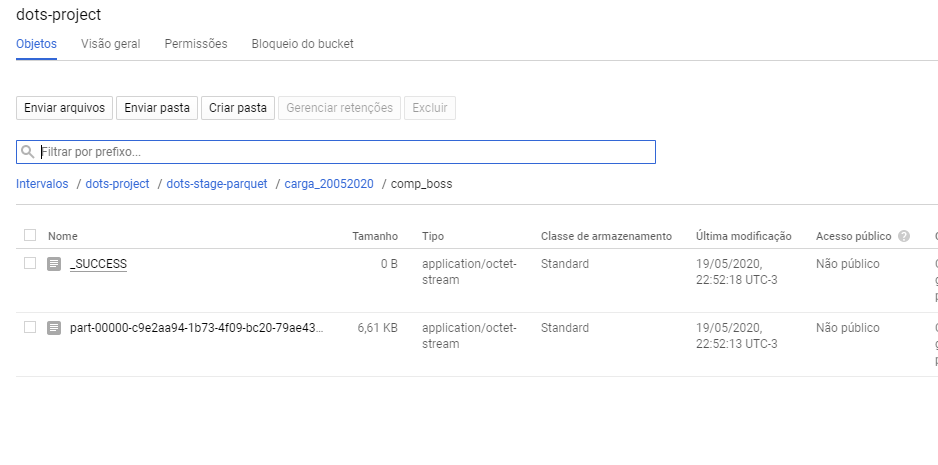 dots-project
Objetos Visão geral Permissões Bloqueio do bucket
Enviar arquivos Enviar pasta Criar pasta Gerenciar retenções Excluir
Filtrar por prefixo...
Intervalos / dots-project / dots-stage-parquet / carga_20052020 / comp_boss
Nome Tamanho Tipo Classe de armazenamento Última modificação Acesso público ?
_SUCCESS 0 B application/octet- Standard 19/05/2020, Não público
stream 22:52:18 UTC-3
part-00000-c9e2aa94-1b73-4f09-bc20-79ae43... 6,61 KB application/octet- Standard 19/05/2020, Não público
stream 22:52:13 UTC-3